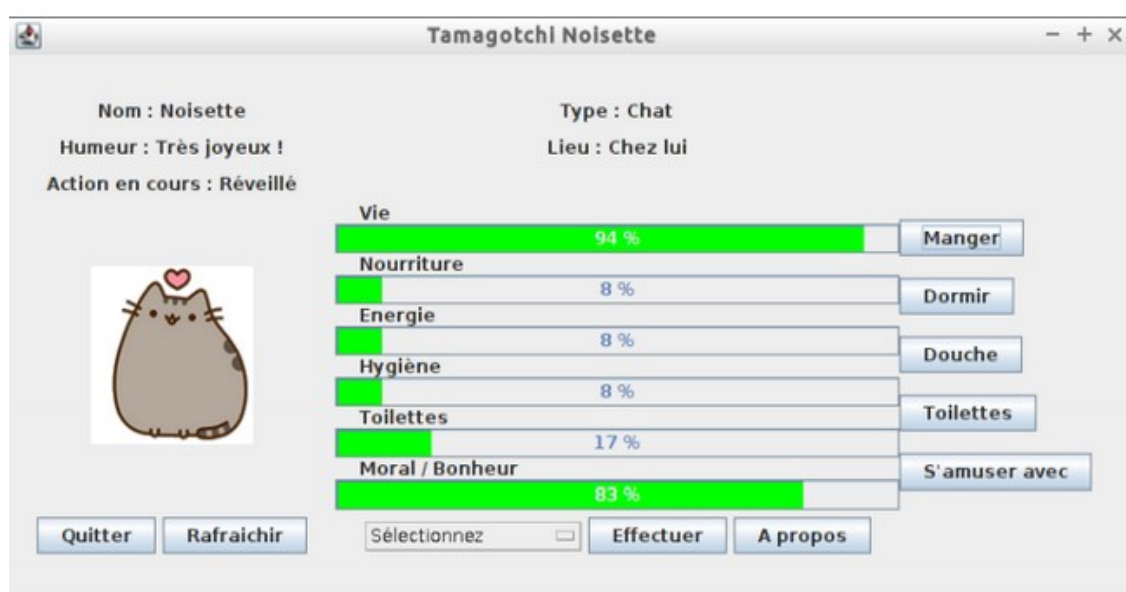 Tamagotchi Noisette
Nom : Noisette
Type : Chat
Humeur : Très joyeux !
Lieu : Chez lui
Action en cours : Réveillé
Vie
94 %
Manger
Nourriture
8 %
Dormir
Energie
8 %
Douche
Hygiène
8 %
Toilettes
Toilettes
17 %
Moral / Bonheur
S'amuser avec
83 %
Quitter
Rafraichir
Sélectionnez
Effectuer
A propos